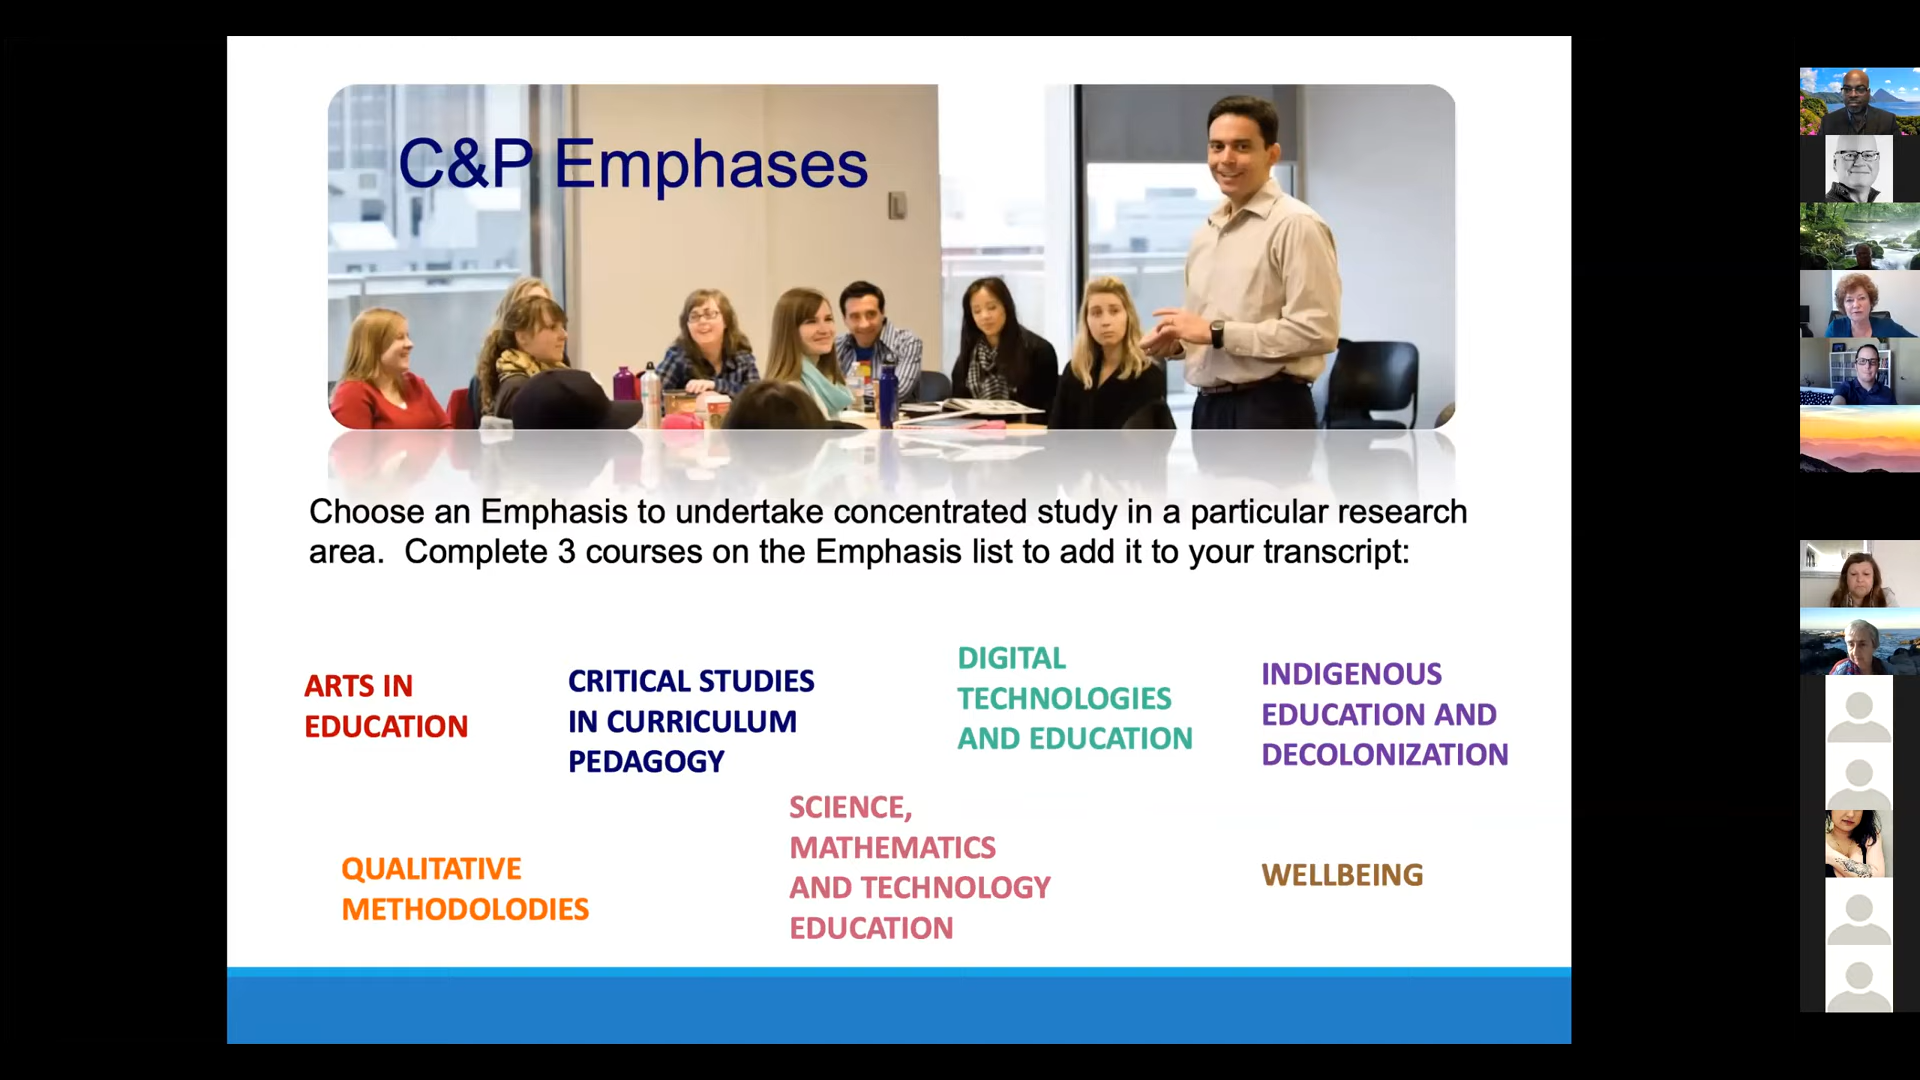 C&P Emphases
Choose an Emphasis to undertake concentrated study in a particular research
area.  Complete 3 courses on the Emphasis list to add it to your transcript:
ARTS IN
EDUCATION
CRITICAL STUDIES
IN CURRICULUM
PEDAGOGY
DIGITAL
TECHNOLOGIES
AND EDUCATION
INDIGENOUS
EDUCATION AND
DECOLONIZATION
QUALITATIVE
METHODOLODIES
SCIENCE,
MATHEMATICS
AND TECHNOLOGY
EDUCATION
WELLBEING